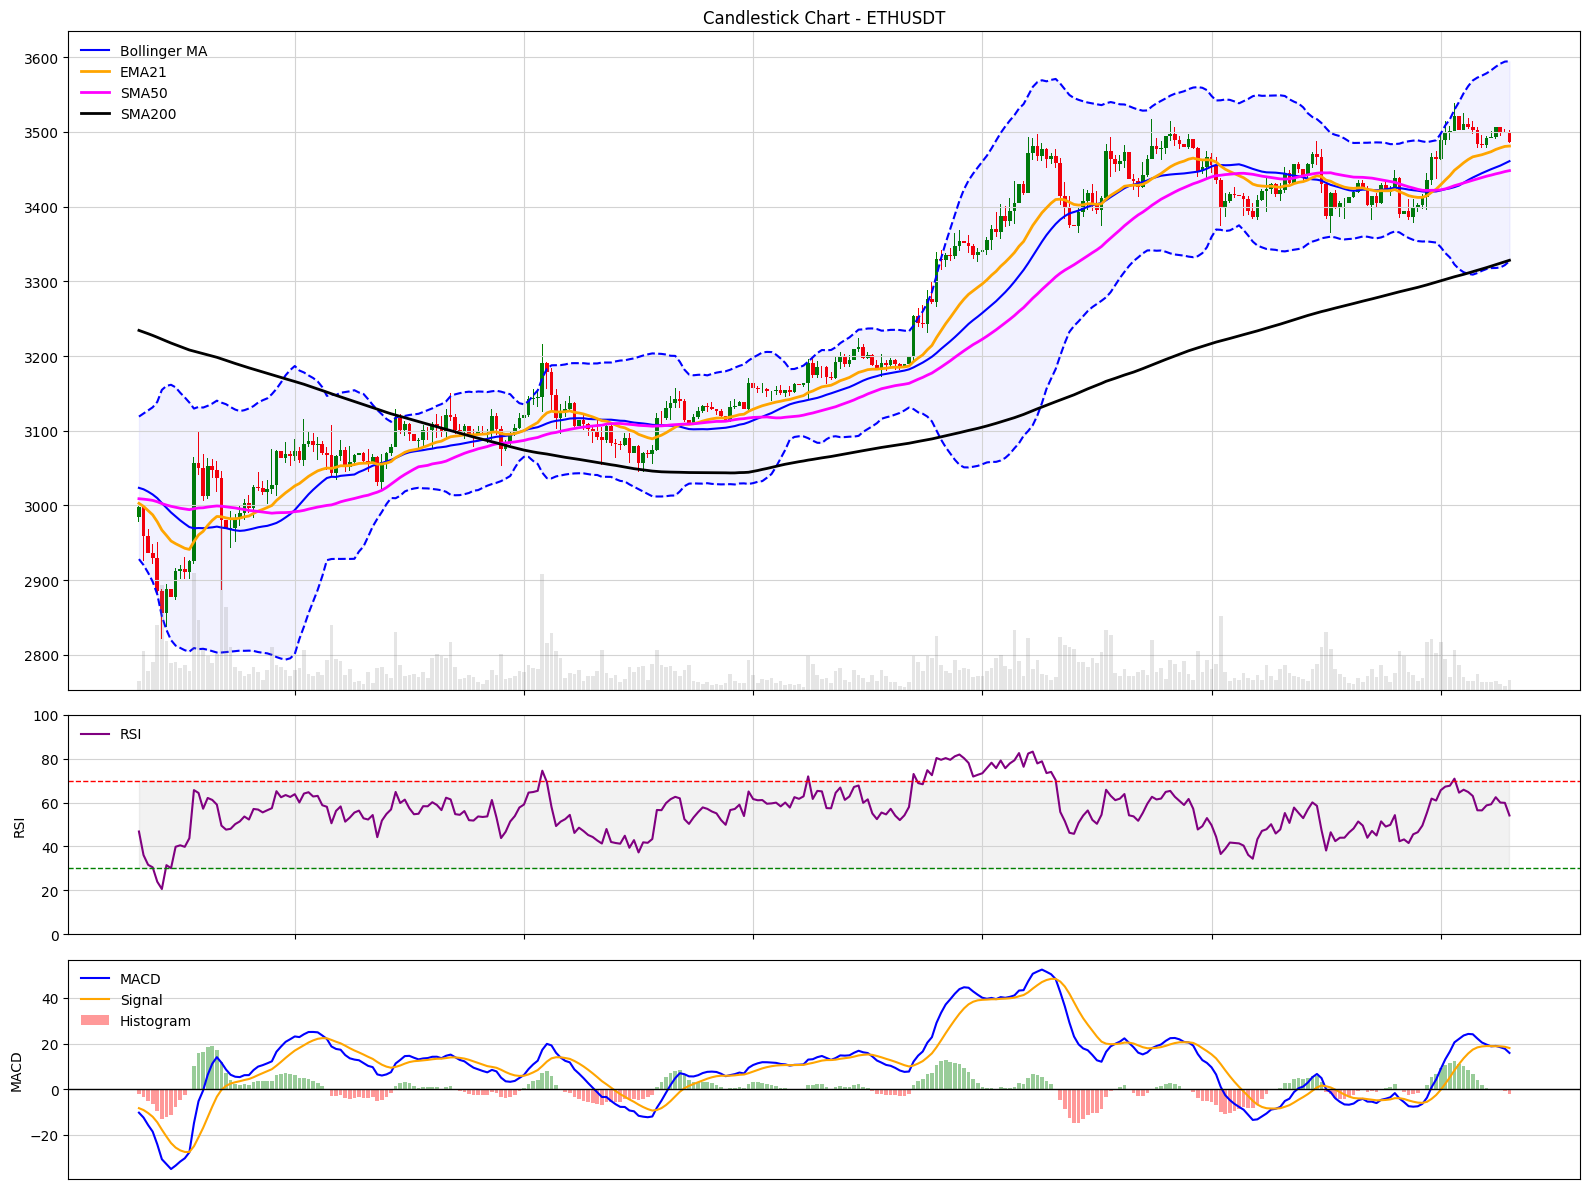 Candlestick Chart - ETHUSDT
Bollinger MA
EMA21
SMA50
SMA200
3600
3500
3400
3300
3200
3100
3000
2900
2800
RSI
RSI
100
80
60
40
20
0
MACD
Signal
Histogram
MACD
40
20
0
−20